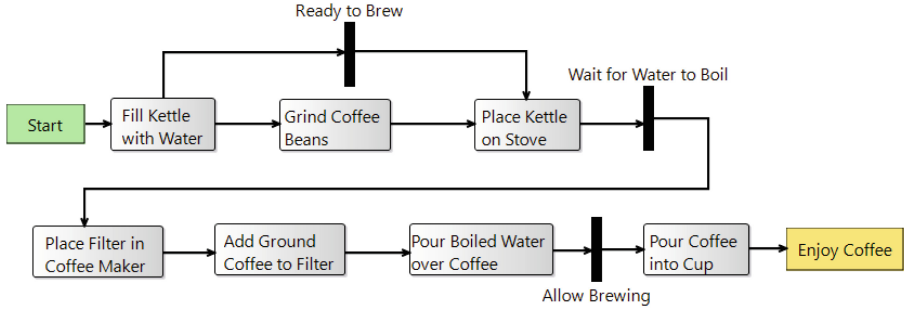 Ready to Brew
Wait for Water to Boil
Start
Fill Kettle
with Water
Grind Coffee
Beans
Place Kettle
on Stove
Place Filter in
Coffee Maker
Add Ground
Coffee to Filter
Pour Boiled Water
over Coffee
Allow Brewing
Pour Coffee
into Cup
Enjoy Coffee